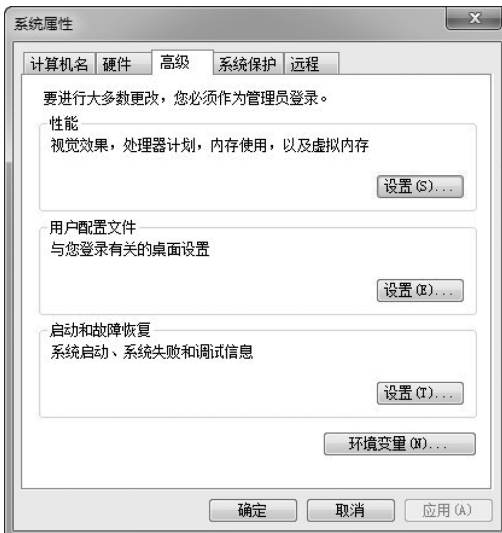 系统属性
计算机名 硬件 高级 系统保护 远程
要进行大多数更改，您必须作为管理员登录。
性能
视觉效果，处理器计划，内存使用，以及虚拟内存
设置(S)...
用户配置文件
与您登录有关的桌面设置
设置(E)...
启动和故障恢复
系统启动、系统失败和调试信息
设置(T)...
环境变量(N)...
确定 取消 应用(A)